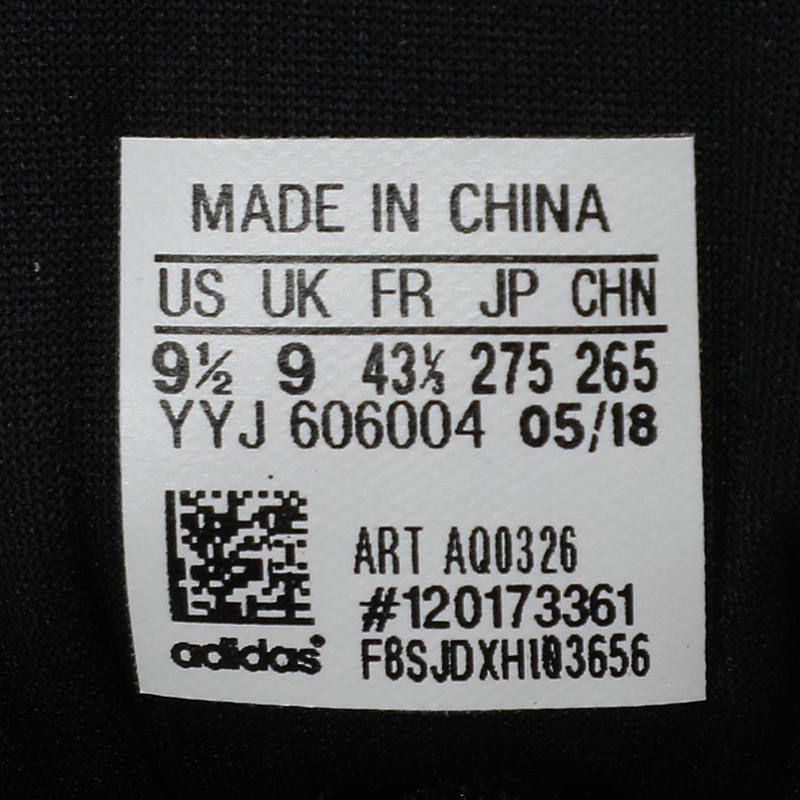 MADE IN CHINA
US UK FR JP CHN
9½ 9 43⅓ 275 265
YYJ 606004 05/18
ART AQ0326
#120173361
adidas®